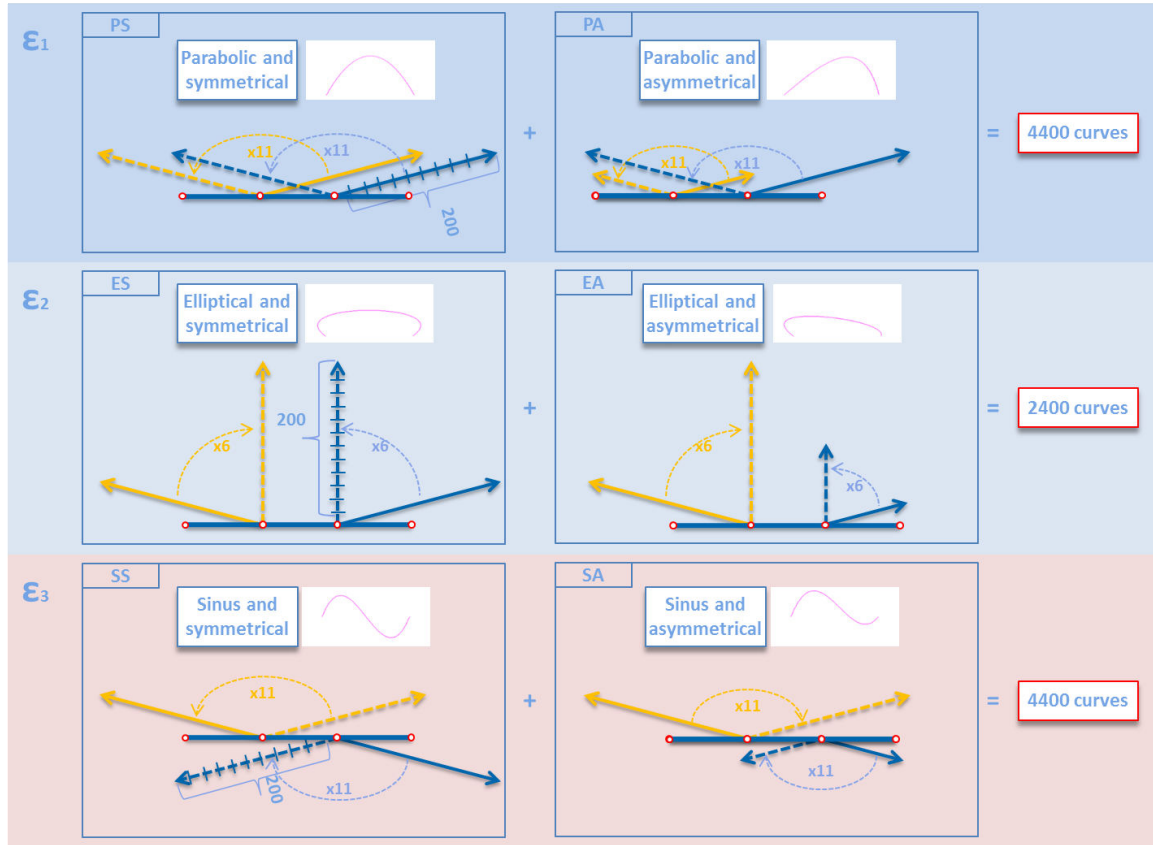 ε1
PS
Parabolic and
symmetrical
x11
x11
200
+
PA
Parabolic and
asymmetrical
x11
x11
=
4400 curves
ε2
ES
Elliptical and
symmetrical
200
x6
x6
+
EA
Elliptical and
asymmetrical
x6
x6
=
2400 curves
ε3
SS
Sinus and
symmetrical
x11
200
x11
+
SA
Sinus and
asymmetrical
x11
x11
=
4400 curves